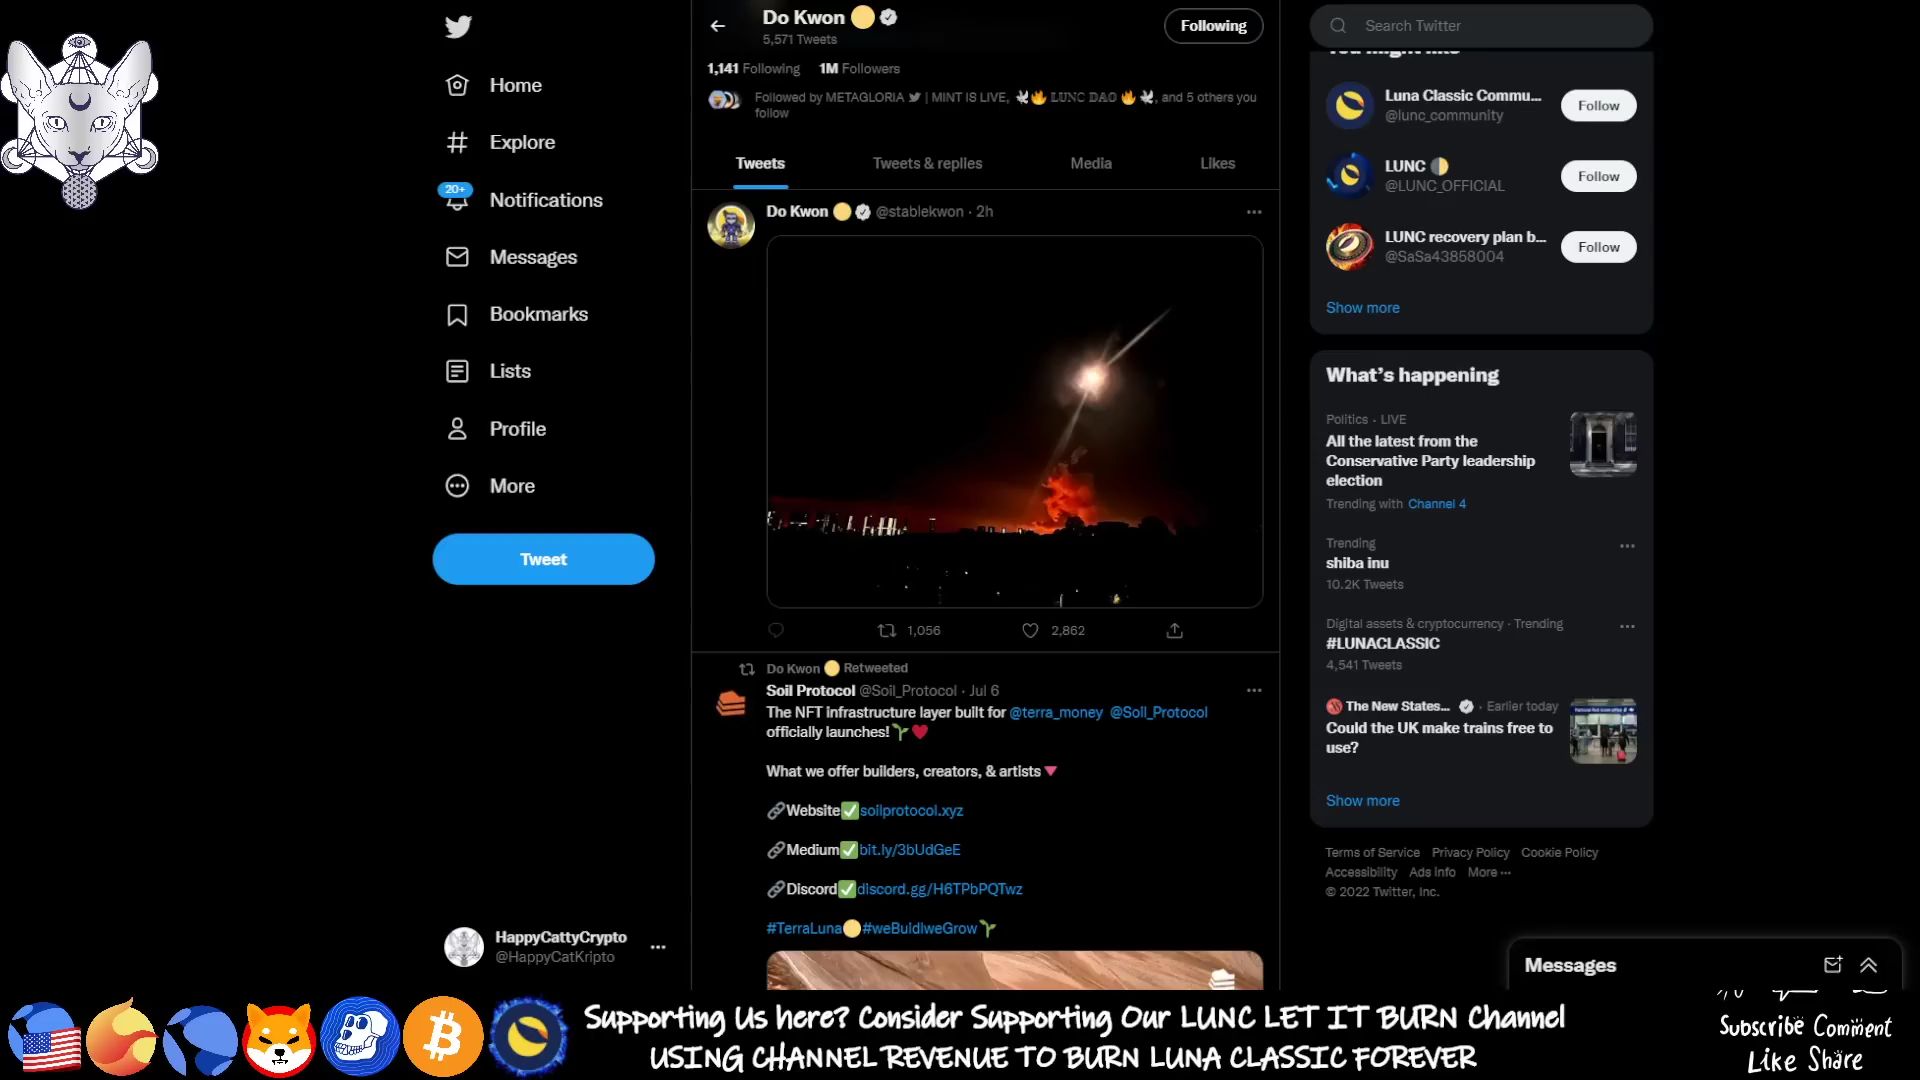 Home
Explore
20+
Notifications
Messages
Bookmarks
Lists
Profile
More
Tweet
HappyCattyCrypto
@HappyCatKripto
Do Kwon
5,571 Tweets
Following
1,141 Following 1M Followers
Followed by METAGLORIA | MINT IS LIVE, LUNC DAO , and 5 others you
follow
Tweets Tweets & replies Media Likes
Do Kwon @stablekwon · 2h
1,056 2,862
Do Kwon Retweeted
Soil Protocol @Soil_Protocol · Jul 6
The NFT infrastructure layer built for @terra_money @Soil_Protocol
officially launches!
What we offer builders, creators, & artists
Website soilprotocol.xyz
Medium bit.ly/3bUdGeE
Discord discord.gg/H6TPbPQTwz
#TerraLuna #weBuldlweGrow
Search Twitter
You might like
Luna Classic Commu...
@lunc_community
Follow
LUNC
@LUNC_OFFICIAL
Follow
LUNC recovery plan b...
@SaSa43858004
Follow
Show more
What's happening
Politics · LIVE
All the latest from the
Conservative Party leadership
election
Trending with Channel 4
Trending
shiba inu
10.2K Tweets
Digital assets & cryptocurrency · Trending
#LUNACLASSIC
4,541 Tweets
The New States... · Earlier today
Could the UK make trains free to
use?
Show more
Terms of Service Privacy Policy Cookie Policy
Accessibility Ads info More ···
© 2022 Twitter, Inc.
Messages
Supporting Us here? Consider Supporting Our LUNC LET IT BURN Channel
USING CHANNEL REVENUE TO BURN LUNA CLASSIC FOREVER
Subscribe Comment
Like Share